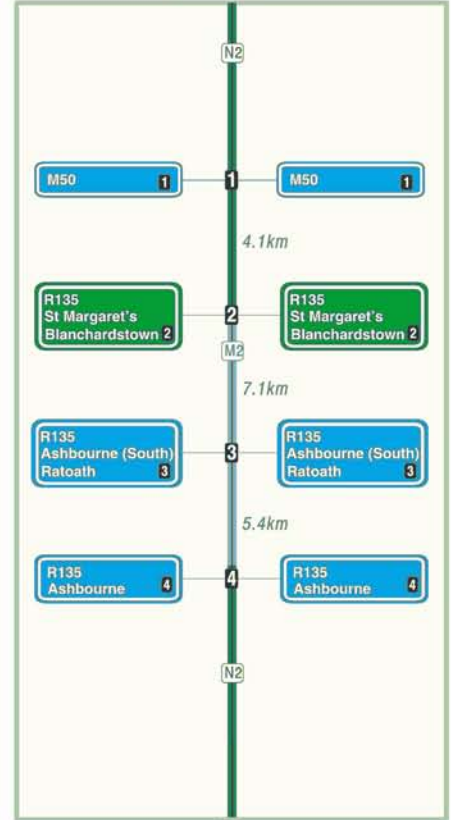 N2
M50 1
1
M50 1
4.1km
R135
St Margaret's
Blanchardstown 2
2
R135
St Margaret's
Blanchardstown 2
M2
7.1km
R135
Ashbourne (South)
Ratoath 3
3
R135
Ashbourne (South)
Ratoath 3
5.4km
R135
Ashbourne 4
4
R135
Ashbourne 4
N2